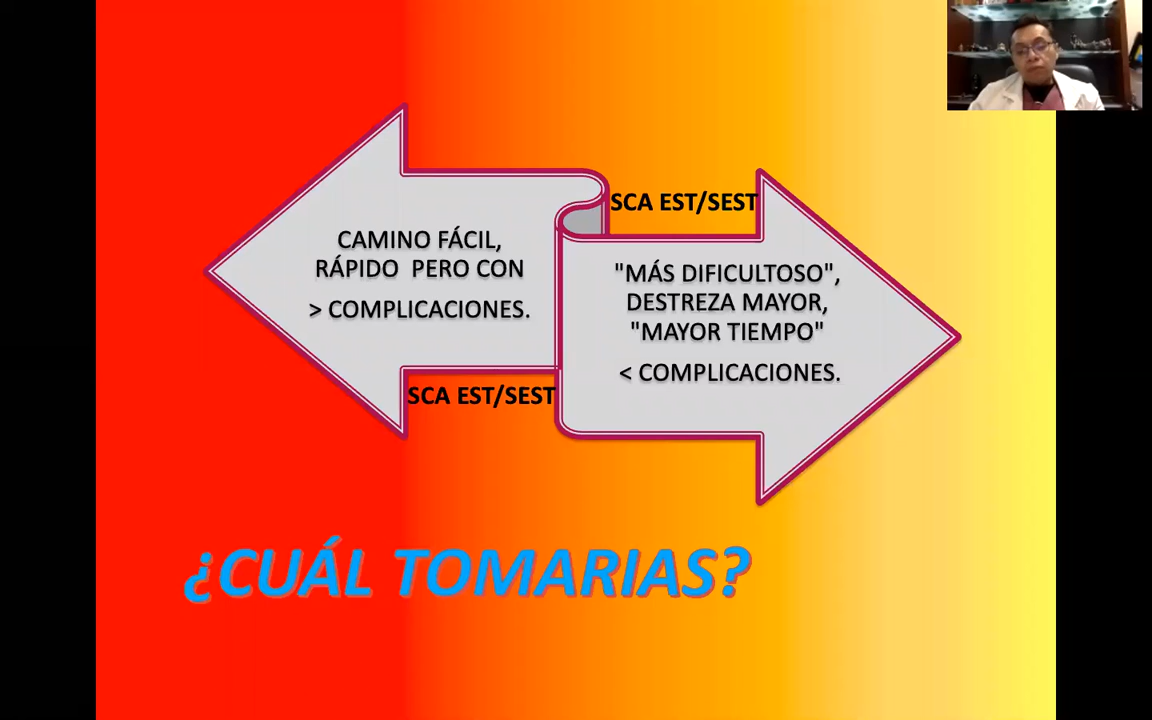 CAMINO FÁCIL,
RÁPIDO PERO CON
> COMPLICACIONES.
SCA EST/SEST
SCA EST/SEST
"MÁS DIFICULTOSO",
DESTREZA MAYOR,
"MAYOR TIEMPO"
< COMPLICACIONES.
¿CUÁL TOMARIAS?